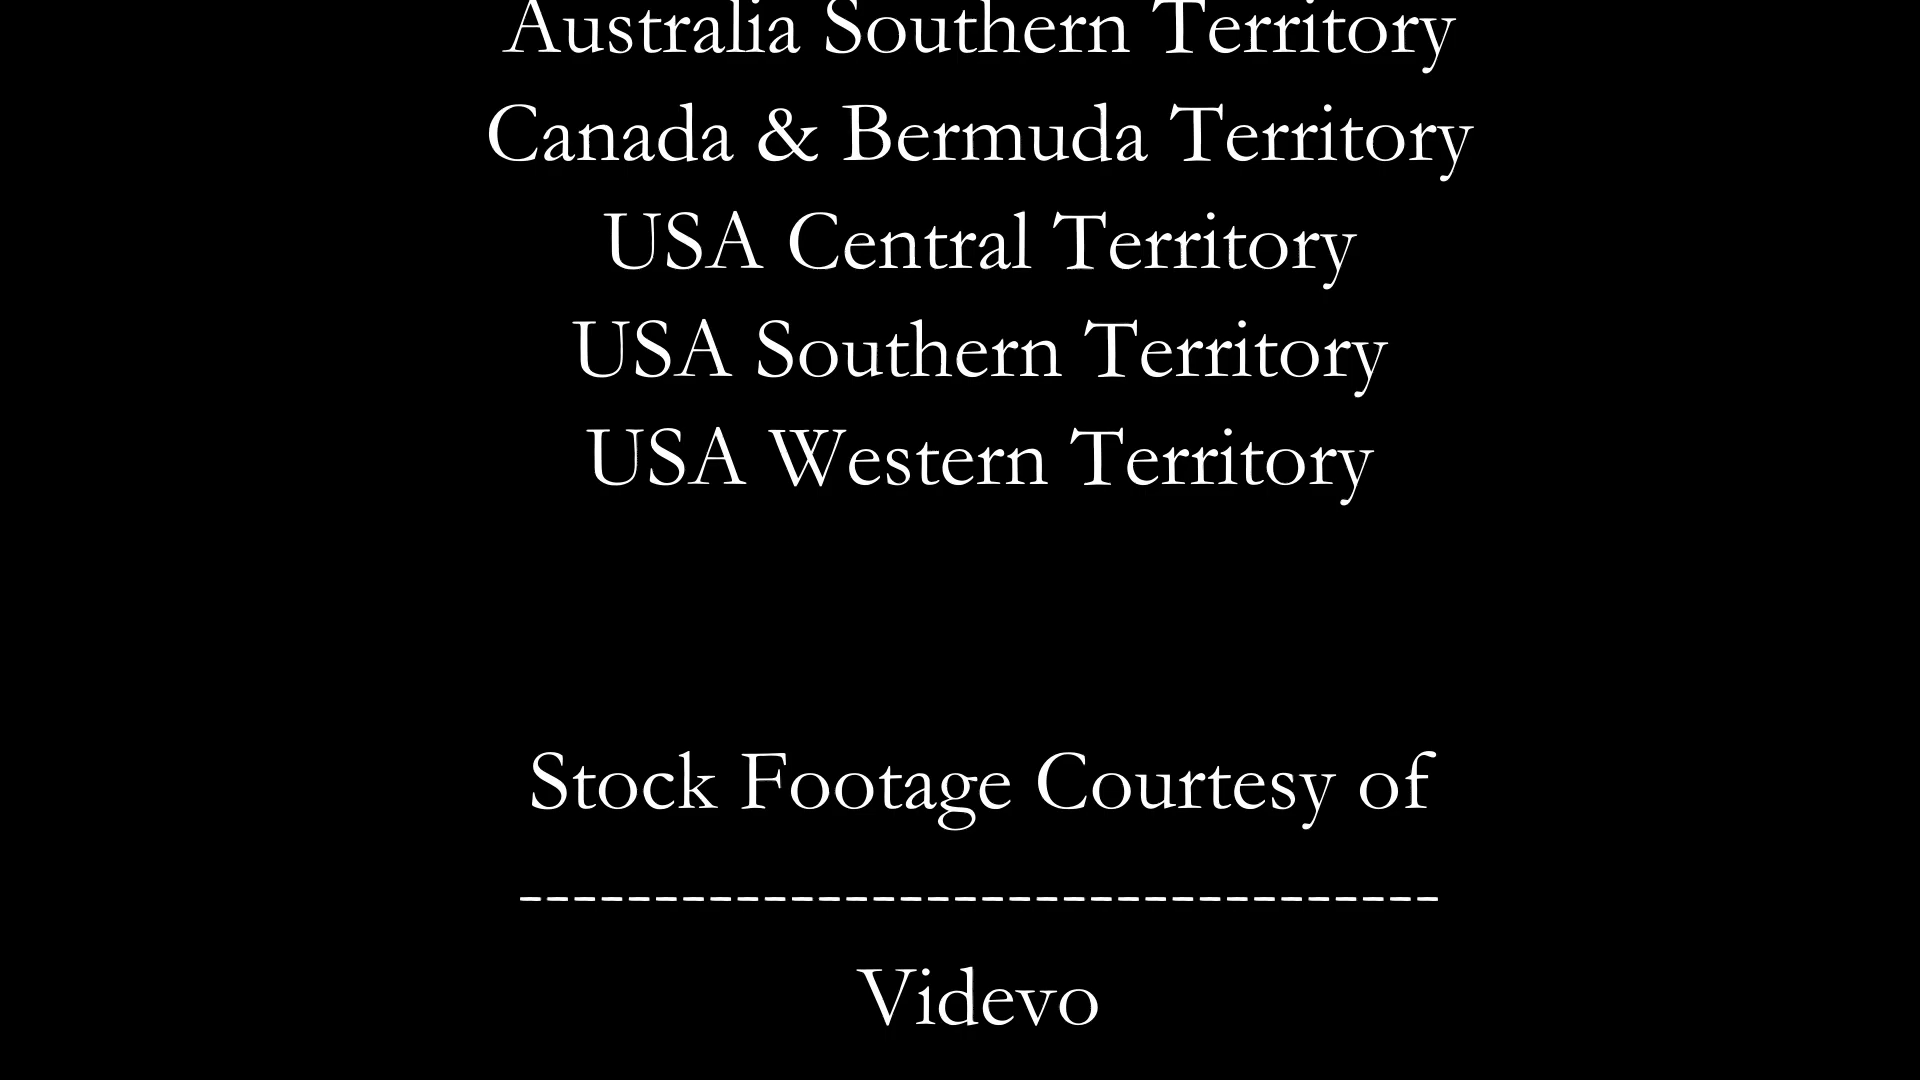 Australia Southern Territory
Canada & Bermuda Territory
USA Central Territory
USA Southern Territory
USA Western Territory
Stock Footage Courtesy of
----------------------------------
Videvo